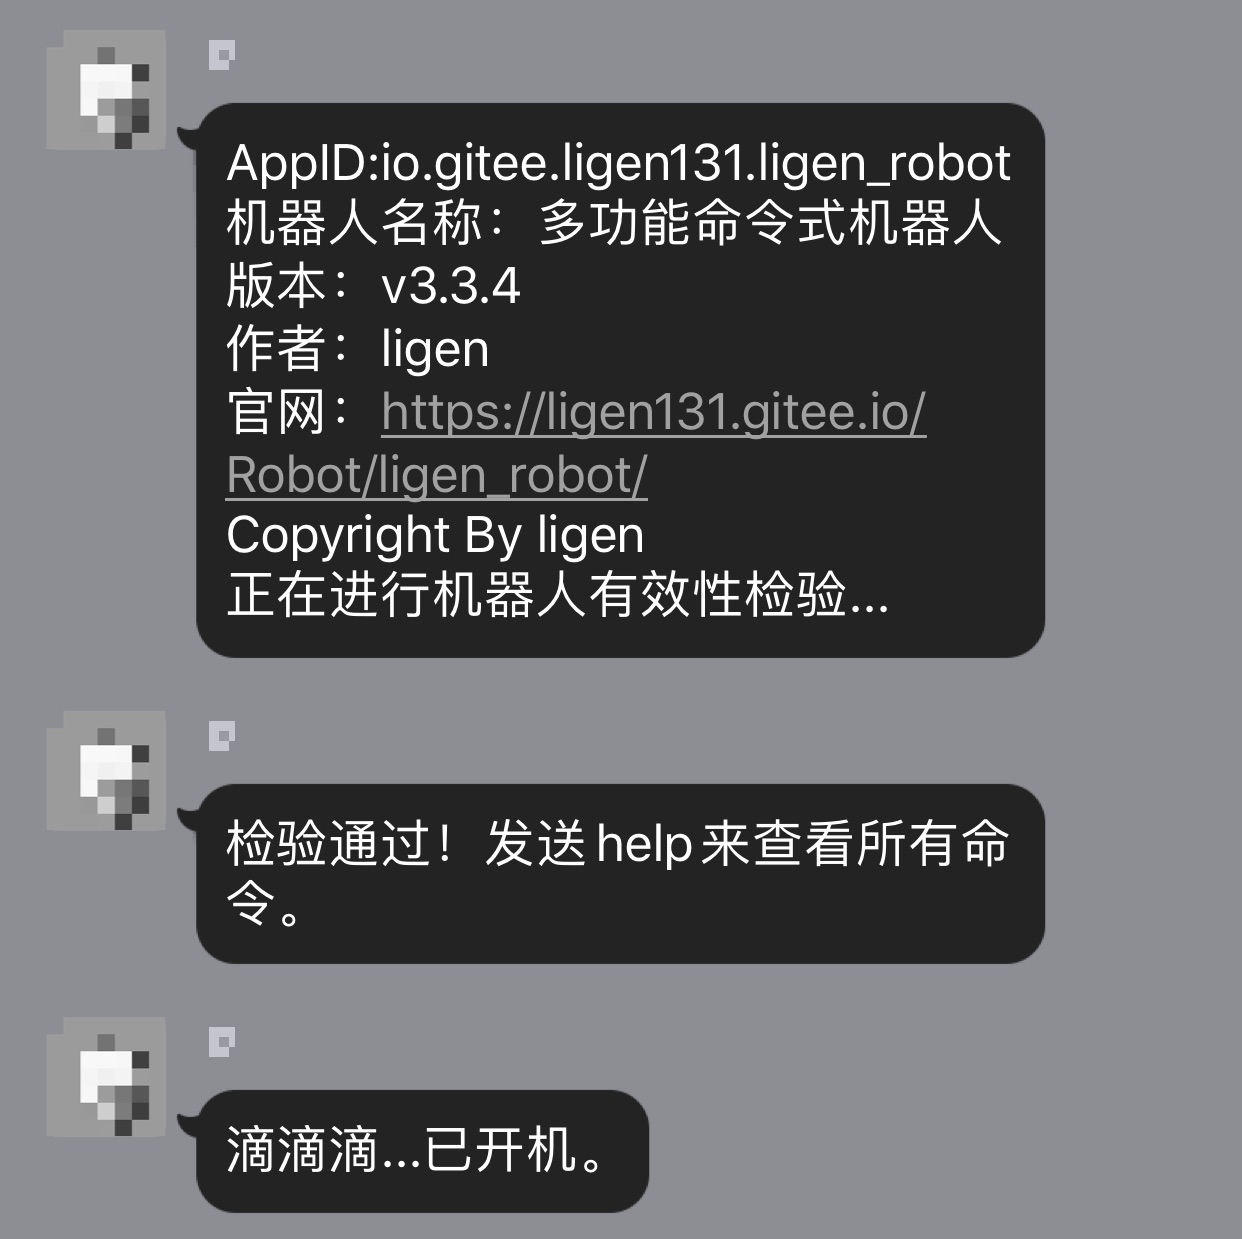 AppID:io.gitee.ligen131.ligen_robot
机器人名称：多功能命令式机器人
版本：v3.3.4
作者：ligen
官网：https://ligen131.gitee.io/
Robot/ligen_robot/
Copyright By ligen
正在进行机器人有效性检验...
检验通过！发送help来查看所有命
令。
滴滴滴...已开机。